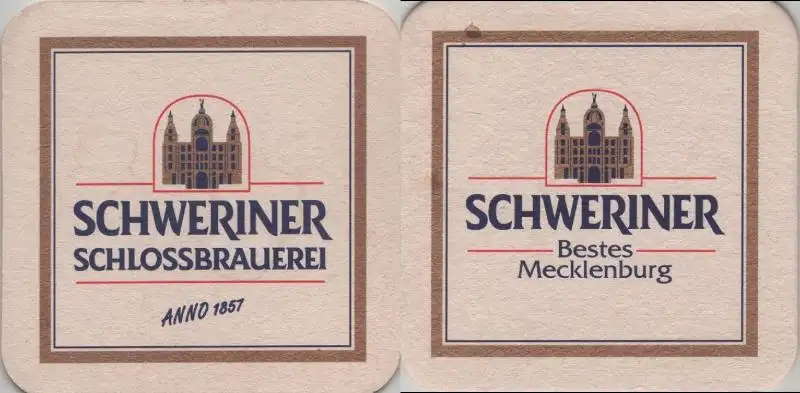 SCHWERINER
SCHLOSSBRAUEREI
ANNO 1857
SCHWERINER
Bestes
Mecklenburg